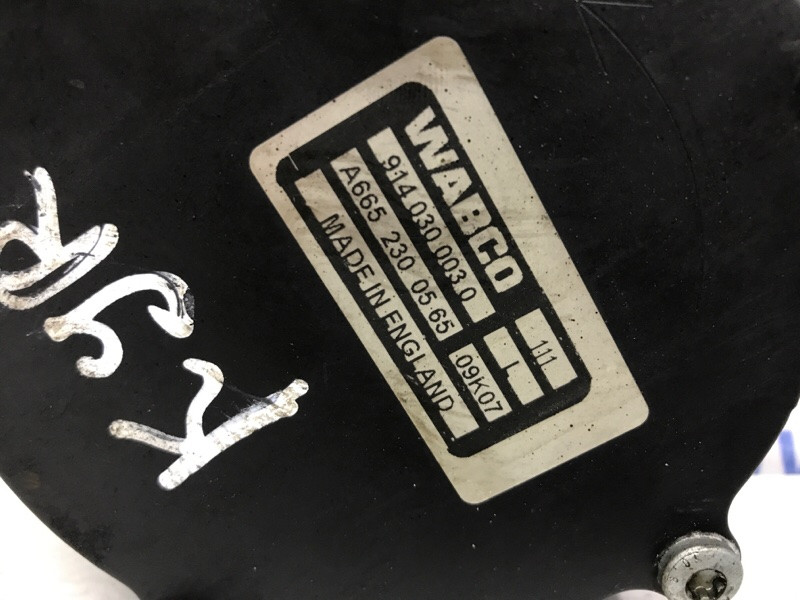 WABCO
914 030 003 0
111
A665 230 05 65
L
MADE IN ENGLAND
09K07